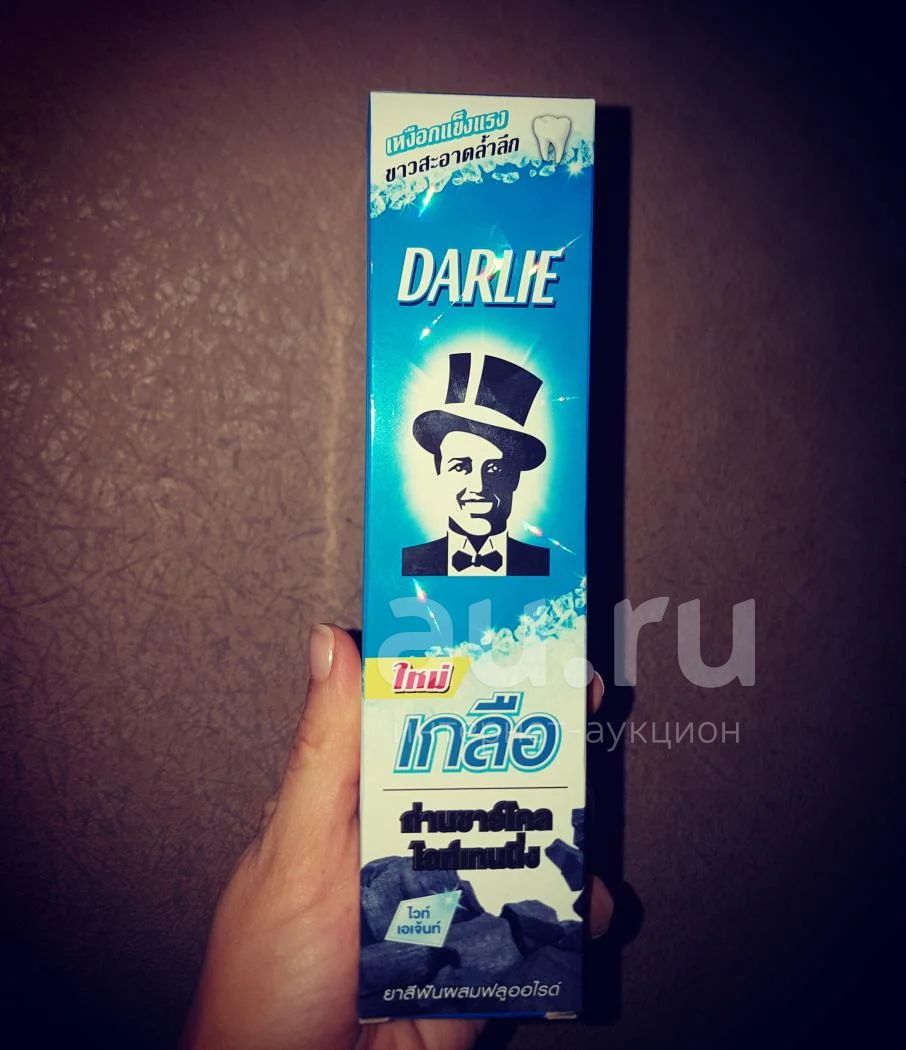 เหงือกแข็งแรง
ขาวสะอาดล้ำลึก
DARLIE
au.ru
интернет-аукцион
ใหม่
เกลือ
ถ่านชาร์โคล
ไวท์เทนนิ่ง
ไวท์
เอเจ้นท์
ยาสีฟันผสมฟลูออไรด์